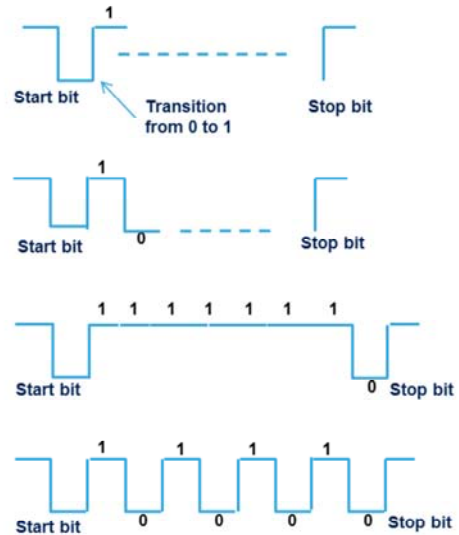 1
Start bit
Transition
from 0 to 1
Stop bit
1
0
Start bit
Stop bit
1 1 1 1 1 1 1
0
Start bit
Stop bit
1 1 1 1
0 0 0 0
Start bit
Stop bit